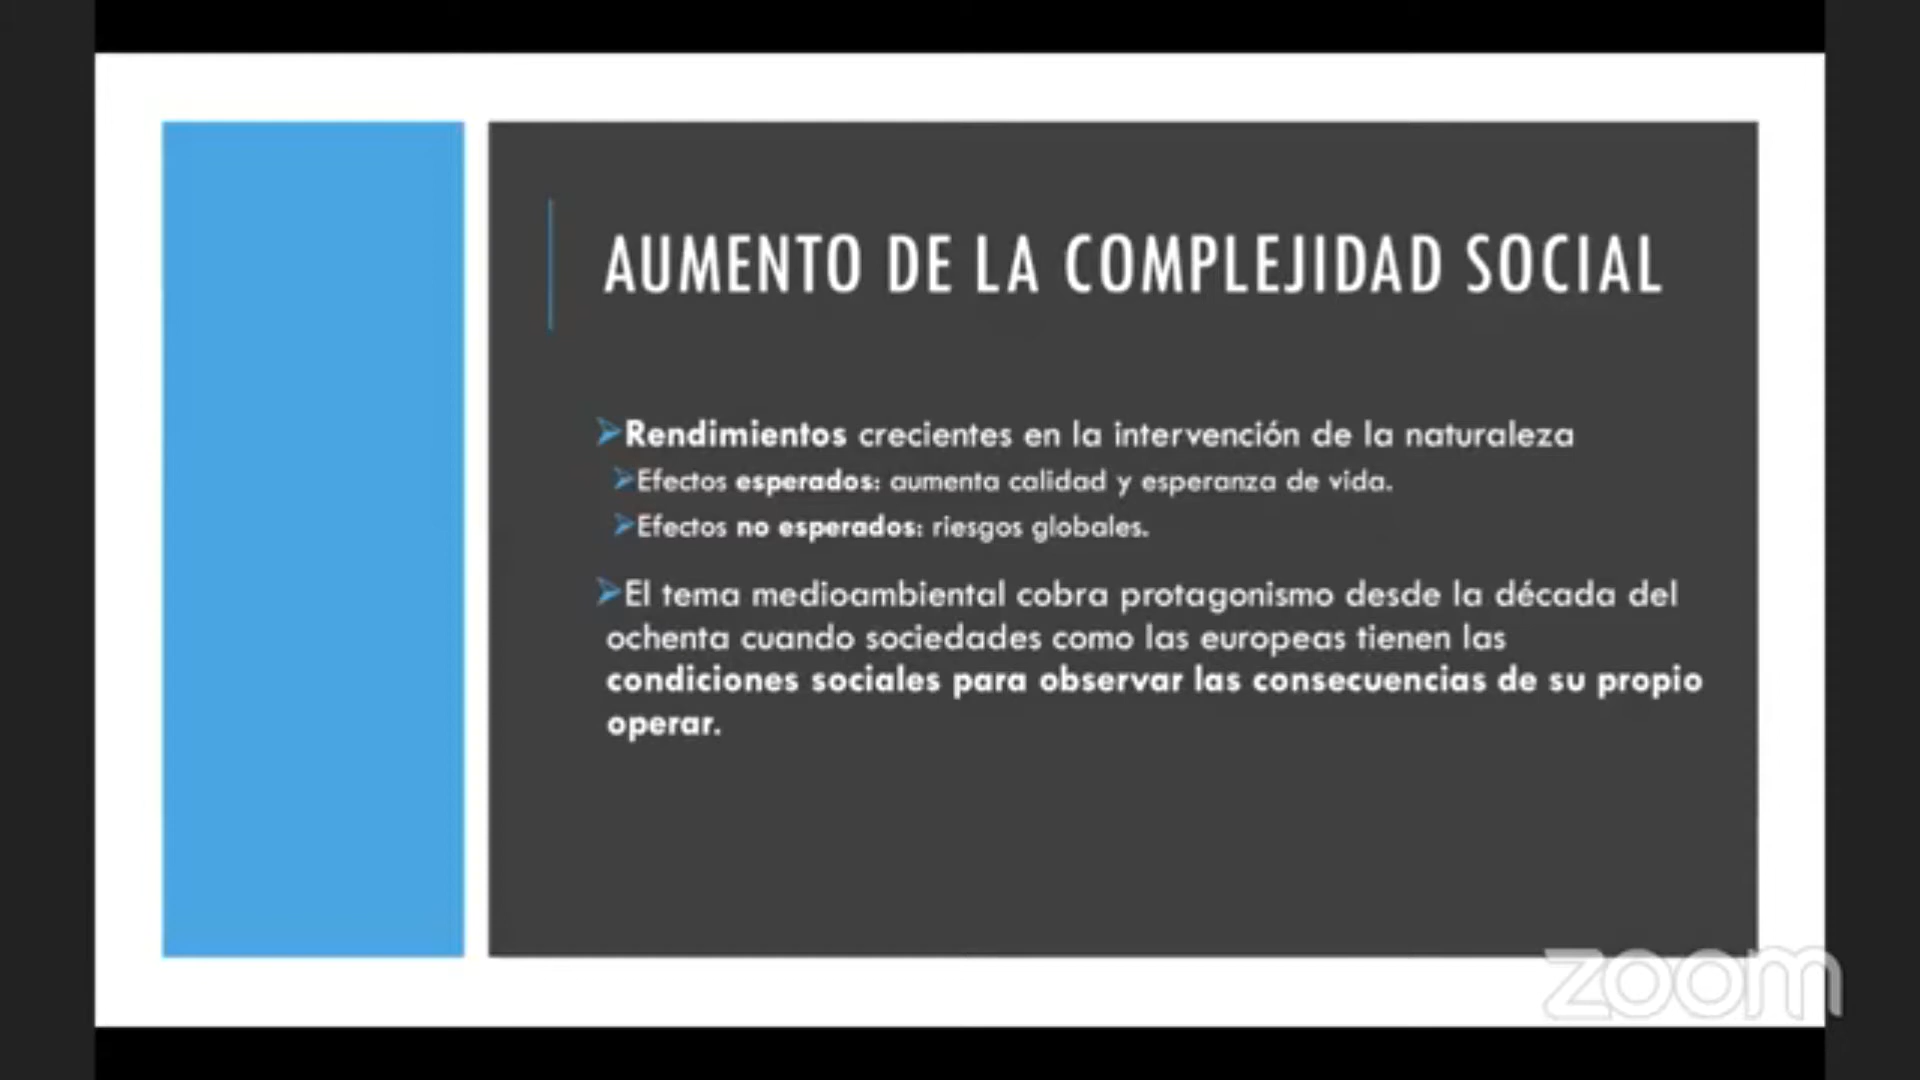 AUMENTO DE LA COMPLEJIDAD SOCIAL
➢Rendimientos crecientes en la intervención de la naturaleza
➢Efectos esperados: aumenta calidad y esperanza de vida.
➢Efectos no esperados: riesgos globales.
➢El tema medioambiental cobra protagonismo desde la década del
ochenta cuando sociedades como las europeas tienen las
condiciones sociales para observar las consecuencias de su propio
operar.
zoom